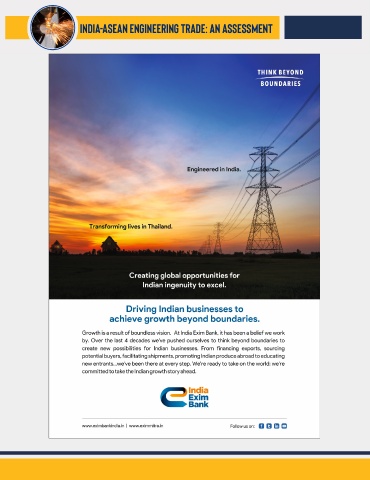 INDIA-ASEAN ENGINEERING TRADE: AN ASSESSMENT
THINK BEYOND
BOUNDARIES
Engineered in India.
Transforming lives in Thailand.
Creating global opportunities for
Indian ingenuity to excel.
Driving Indian businesses to
achieve growth beyond boundaries.
Growth is a result of boundless vision. At India Exim Bank, it has been a belief we work
by. Over the last 4 decades we've pushed ourselves to think beyond boundaries to
create new possibilities for Indian businesses. From financing exports, sourcing
potential buyers, facilitating shipments, promoting Indian produce abroad to educating
new entrants...we've been there at every step. We're ready to take on the world; we're
committed to take the Indian growth story ahead.
India
Exim
Bank
www.eximbankindia.in | www.eximmitra.in
Follow us on: